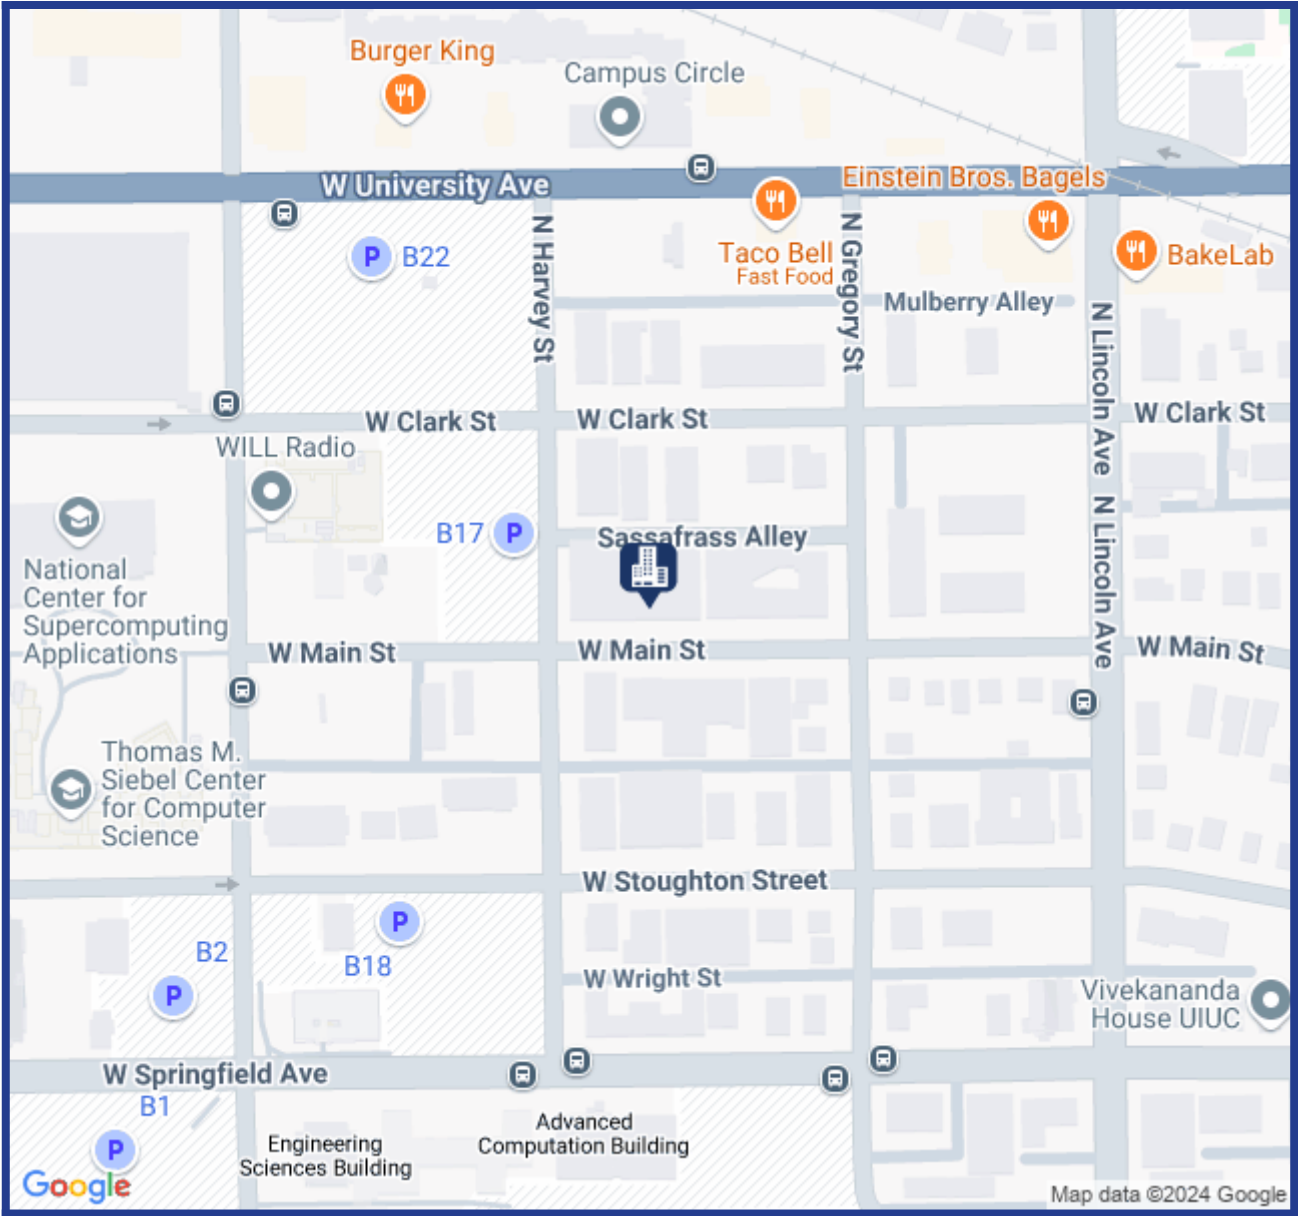 Burger King
Campus Circle
W University Ave
Einstein Bros. Bagels
B22
N Harvey St
Taco Bell
Fast Food
N Gregory St
BakeLab
Mulberry Alley
N Lincoln Ave
W Clark St
W Clark St
W Clark St
WILL Radio
B17
Sassafrass Alley
N Lincoln Ave
National
Center for
Supercomputing
Applications
W Main St
W Main St
W Main St
Thomas M.
Siebel Center
for Computer
Science
W Stoughton Street
B2
B18
W Wright St
Vivekananda
House UIUC
W Springfield Ave
B1
Engineering
Sciences Building
Advanced
Computation Building
Google
Map data ©2024 Google
P
P
P
P
P